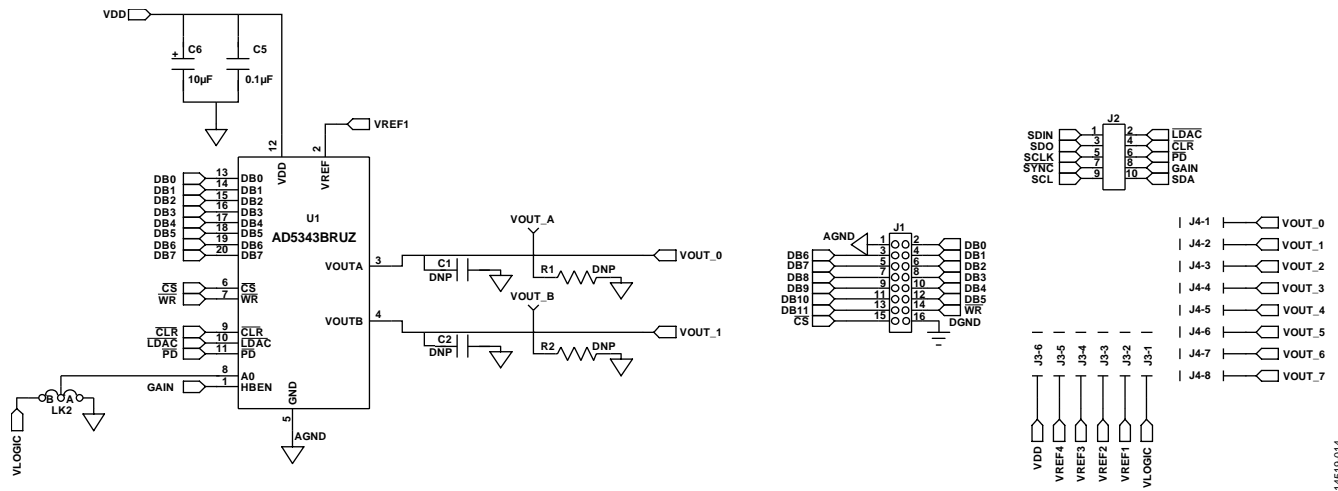 VDD
C6
+
10µF
C5
0.1µF
VREF1
12
2
VDD
VREF
DB0 13 DB0
DB1 14 DB1
DB2 15 DB2
DB3 16 DB3
DB4 17 DB4
DB5 18 DB5
DB6 19 DB6
DB7 20 DB7
U1
AD5343BRUZ
CS 6 CS
WR 7 WR
CLR 9 CLR
LDAC 10 LDAC
PD 11 PD
8 A0
GAIN 1 HBEN
B A
LK2
VLOGIC
GND
5
AGND
VOUTA 3
VOUTB 4
C1
DNP
VOUT_A
R1 DNP
VOUT_0
C2
DNP
VOUT_B
R2 DNP
VOUT_1
J1
AGND 1 2 DB0
DB6 3 4 DB1
DB7 5 6 DB2
DB8 7 8 DB3
DB9 9 10 DB4
DB10 11 12 DB5
DB11 13 14 WR
CS 15 16 DGND
J2
SDIN 1 2 LDAC
SDO 3 4 CLR
SCLK 5 6 PD
SYNC 7 8 GAIN
SCL 9 10 SDA
J4-1 VOUT_0
J4-2 VOUT_1
J4-3 VOUT_2
J4-4 VOUT_3
J4-5 VOUT_4
J4-6 VOUT_5
J4-7 VOUT_6
J4-8 VOUT_7
J3-6 VDD
J3-5 VREF4
J3-4 VREF3
J3-3 VREF2
J3-2 VREF1
J3-1 VLOGIC
14519-014